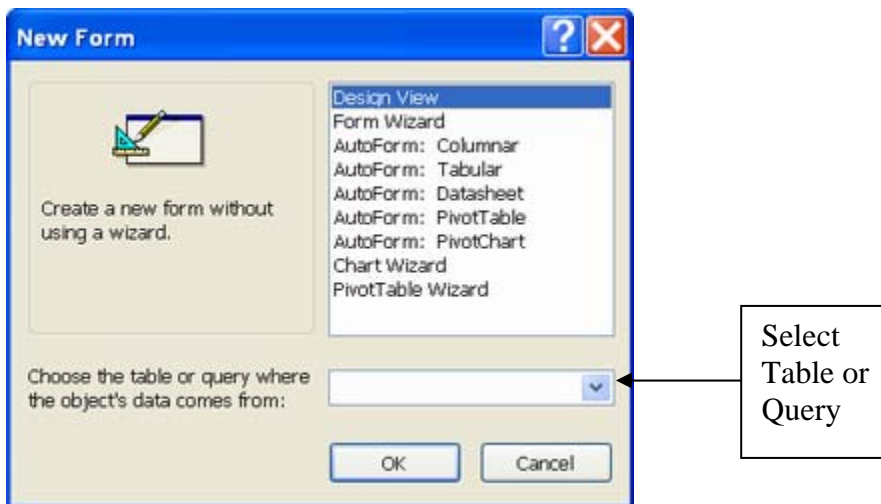 New Form
Create a new form without
using a wizard.
Design View
Form Wizard
AutoForm: Columnar
AutoForm: Tabular
AutoForm: Datasheet
AutoForm: PivotTable
AutoForm: PivotChart
Chart Wizard
PivotTable Wizard
Choose the table or query where
the object's data comes from:
OK
Cancel
Select
Table or
Query